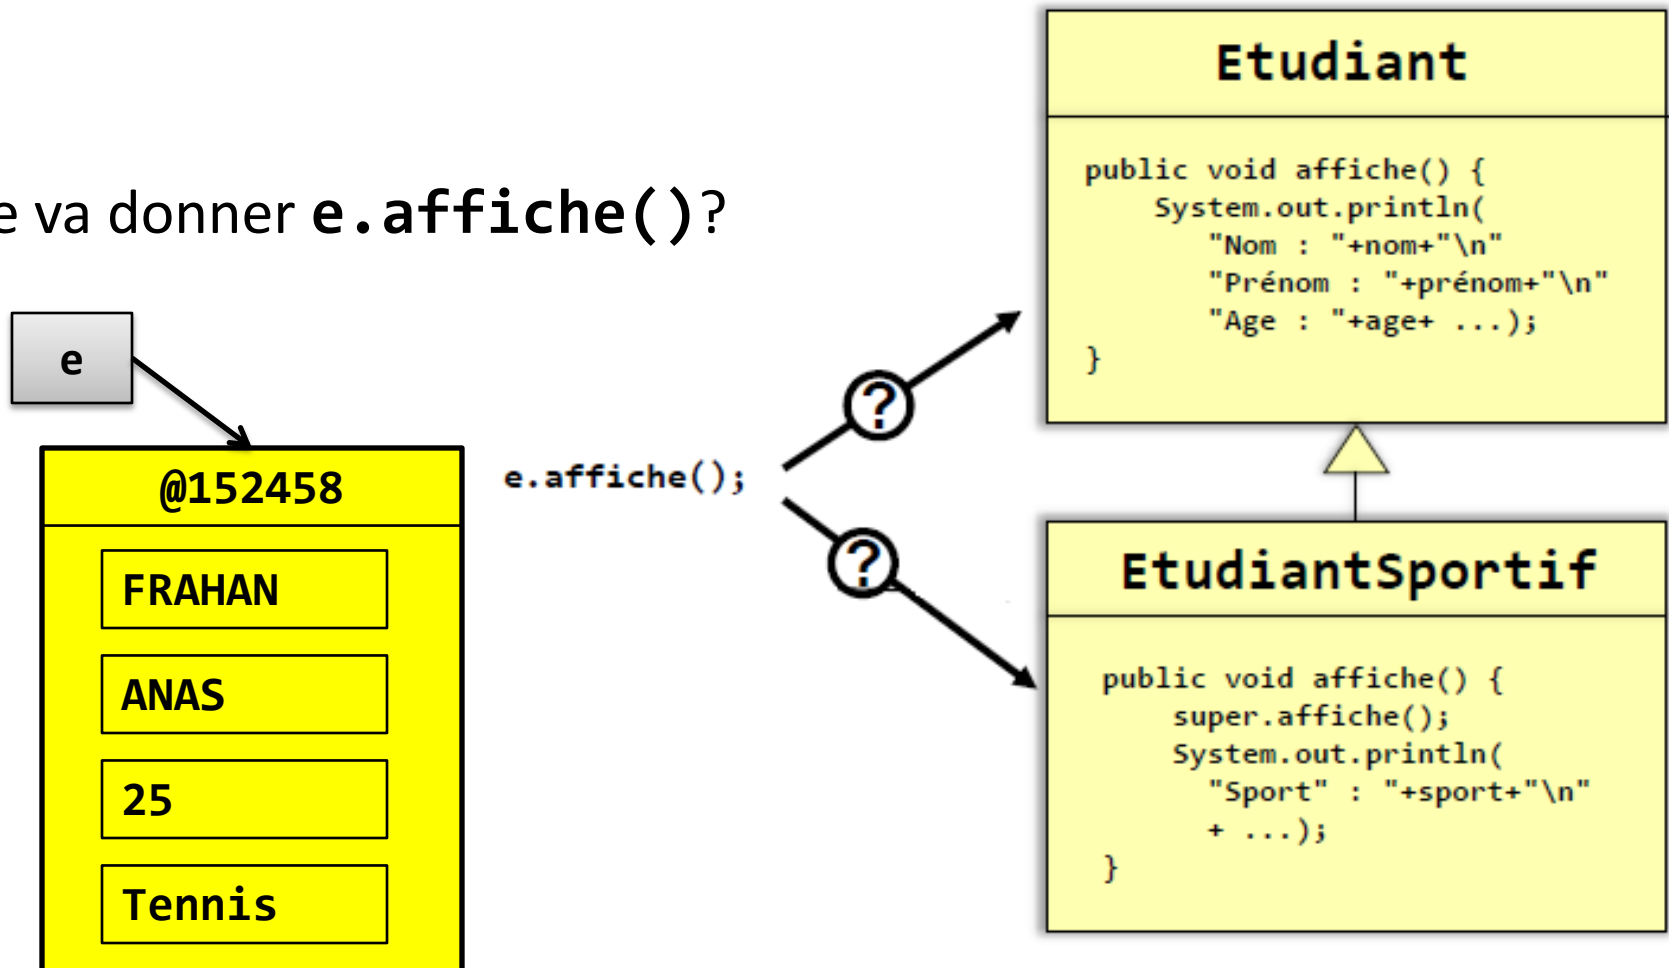 e va donner e.affiche()?
e
@152458
FRAHAN
ANAS
25
Tennis
e.affiche();
?
?
Etudiant
public void affiche() {
System.out.println(
"Nom : "+nom+"\n"
"Prénom : "+prénom+"\n"
"Age : "+age+ ...);
}
EtudiantSportif
public void affiche() {
super.affiche();
System.out.println(
"Sport" : "+sport+"\n"
+ ...);
}